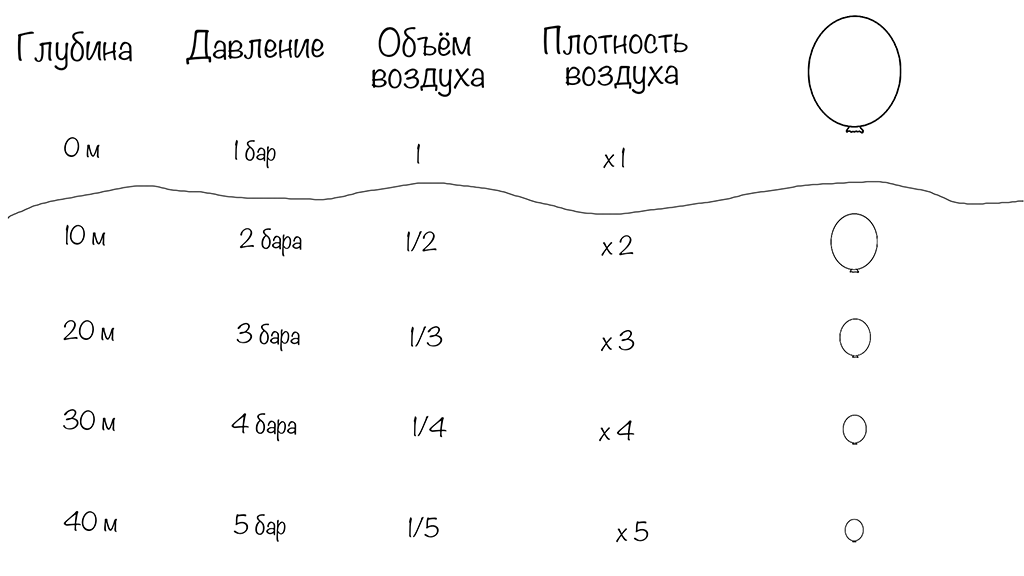 Глубина Давление Объём воздуха Плотность воздуха
0 м 1 бар 1 x 1
10 м 2 бара 1/2 x 2
20 м 3 бара 1/3 x 3
30 м 4 бара 1/4 x 4
40 м 5 бар 1/5 x 5